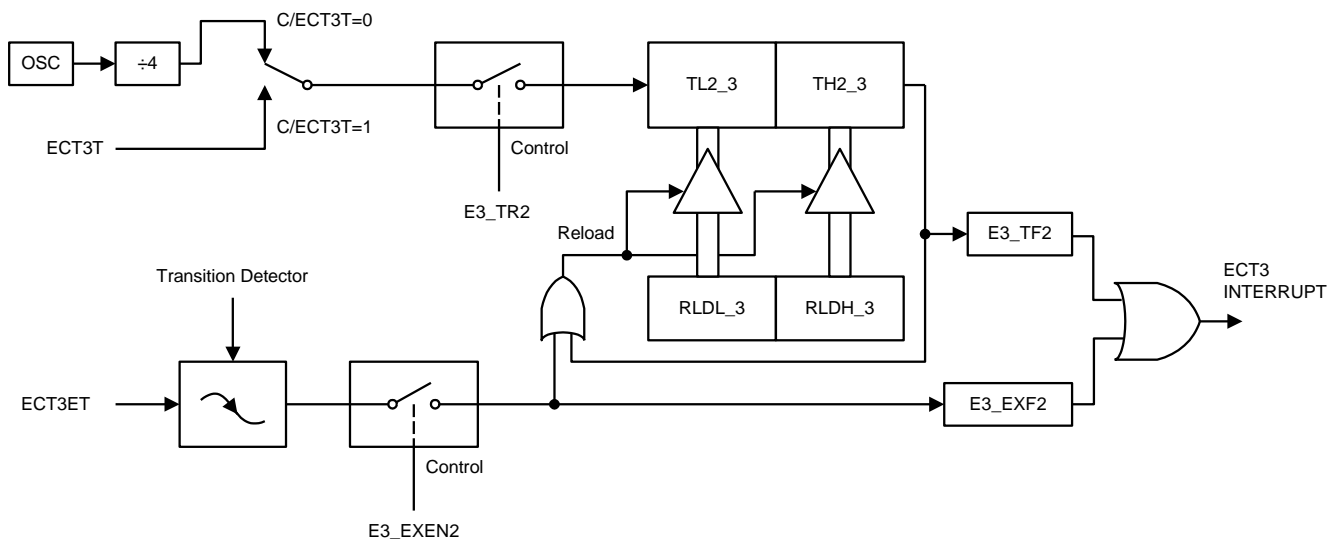 C/ECT3T=0
OSC
÷4
TL2_3
TH2_3
C/ECT3T=1
ECT3T
Control
E3_TR2
Reload
E3_TF2
Transition Detector
ECT3
INTERRUPT
RLDL_3
RLDH_3
ECT3ET
E3_EXF2
Control
E3_EXEN2